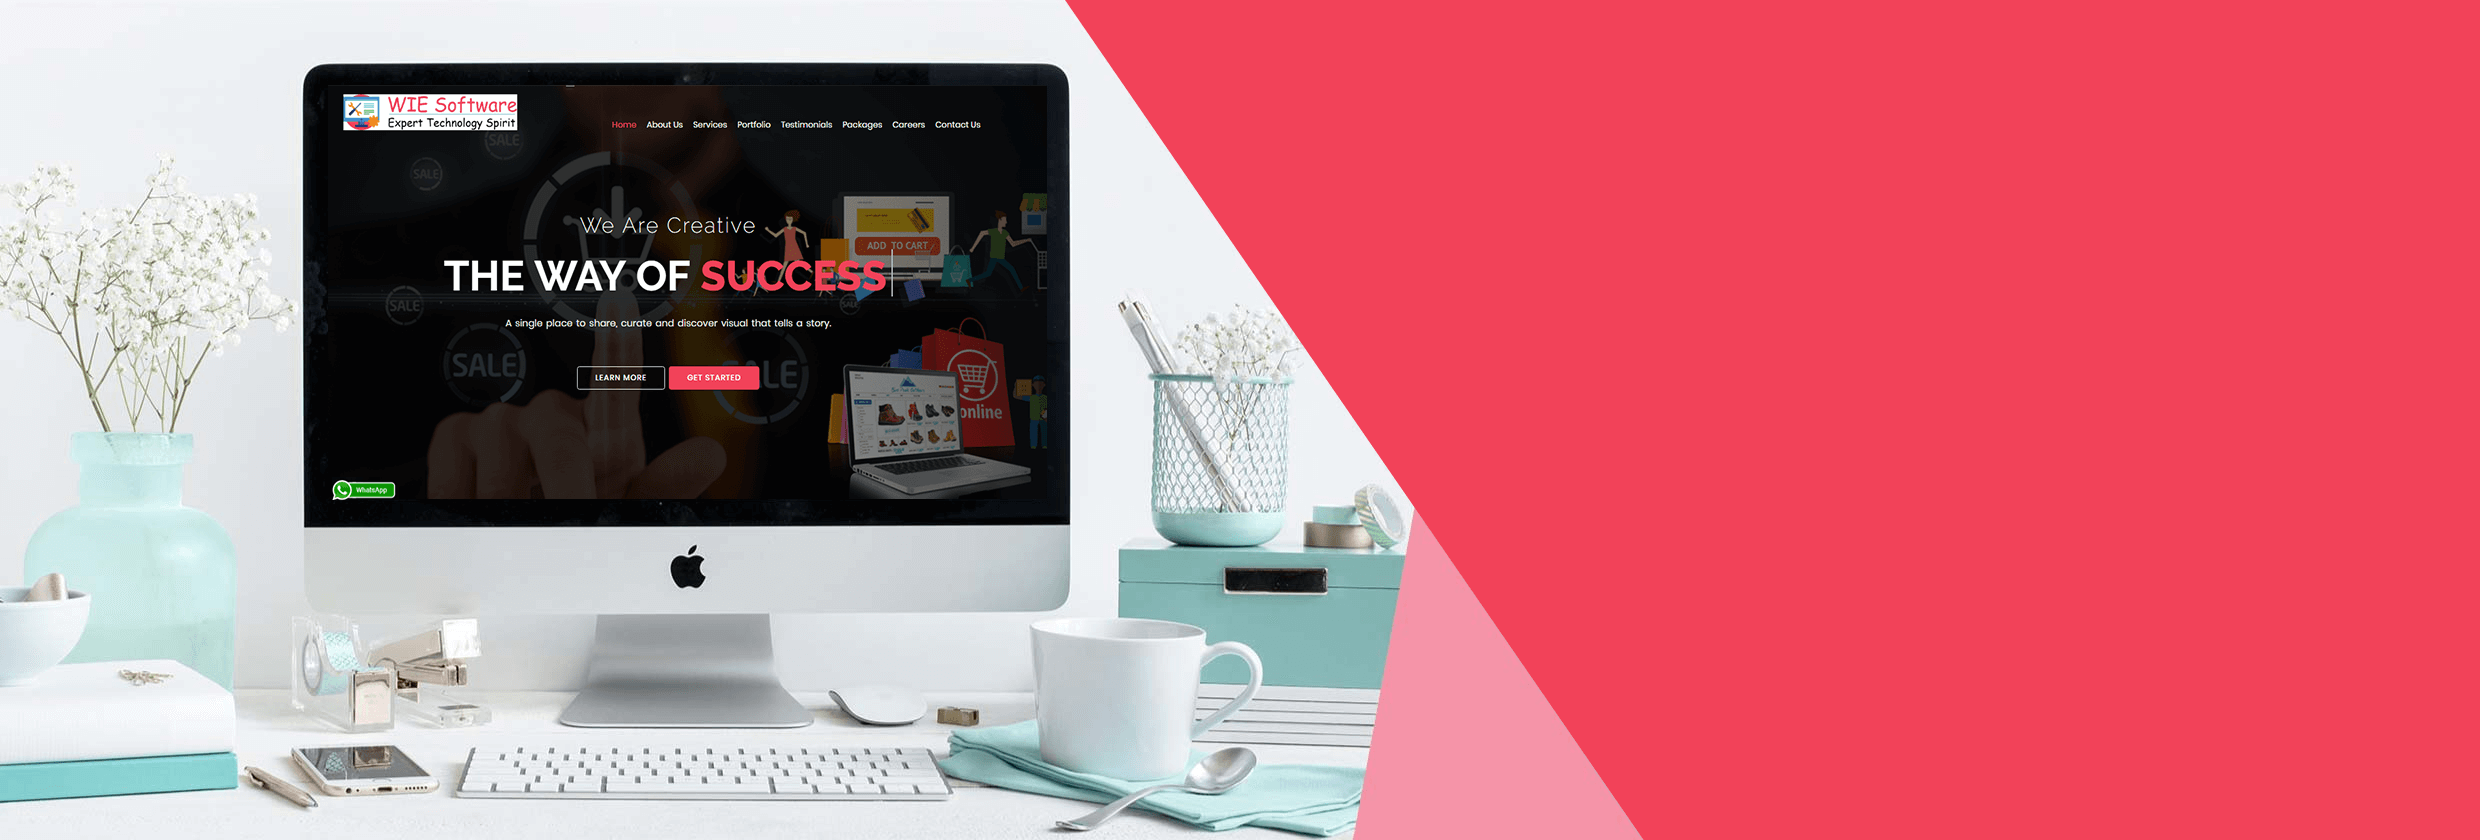 WIE Software
Expert Technology Spirit
Home About Us Services Portfolio Testimonials Packages Careers Contact Us
SALE
SALE
We Are Creative
ADD TO CART
THE WAY OF SUCCESS
SALE
SALE
A single place to share, curate and discover visual that tells a story.
SALE
LE
LEARN MORE GET STARTED
online
WhatsApp